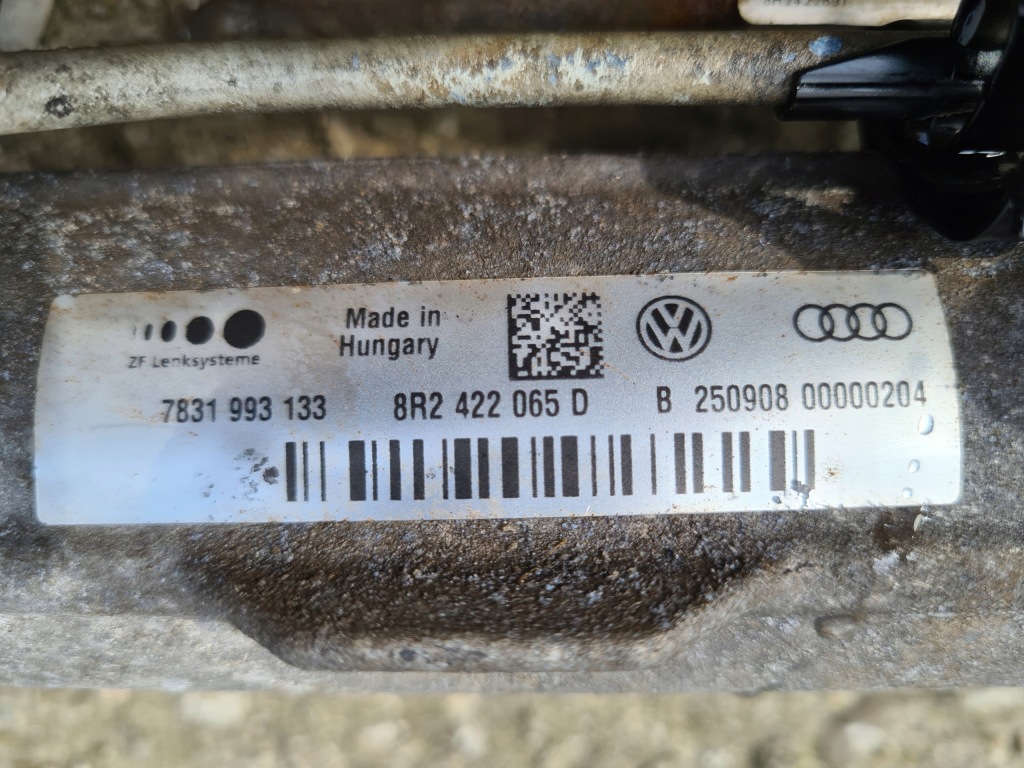 ZF Lenksysteme
Made in
Hungary
7831 993 133 8R2 422 065 D B 250908 00000204